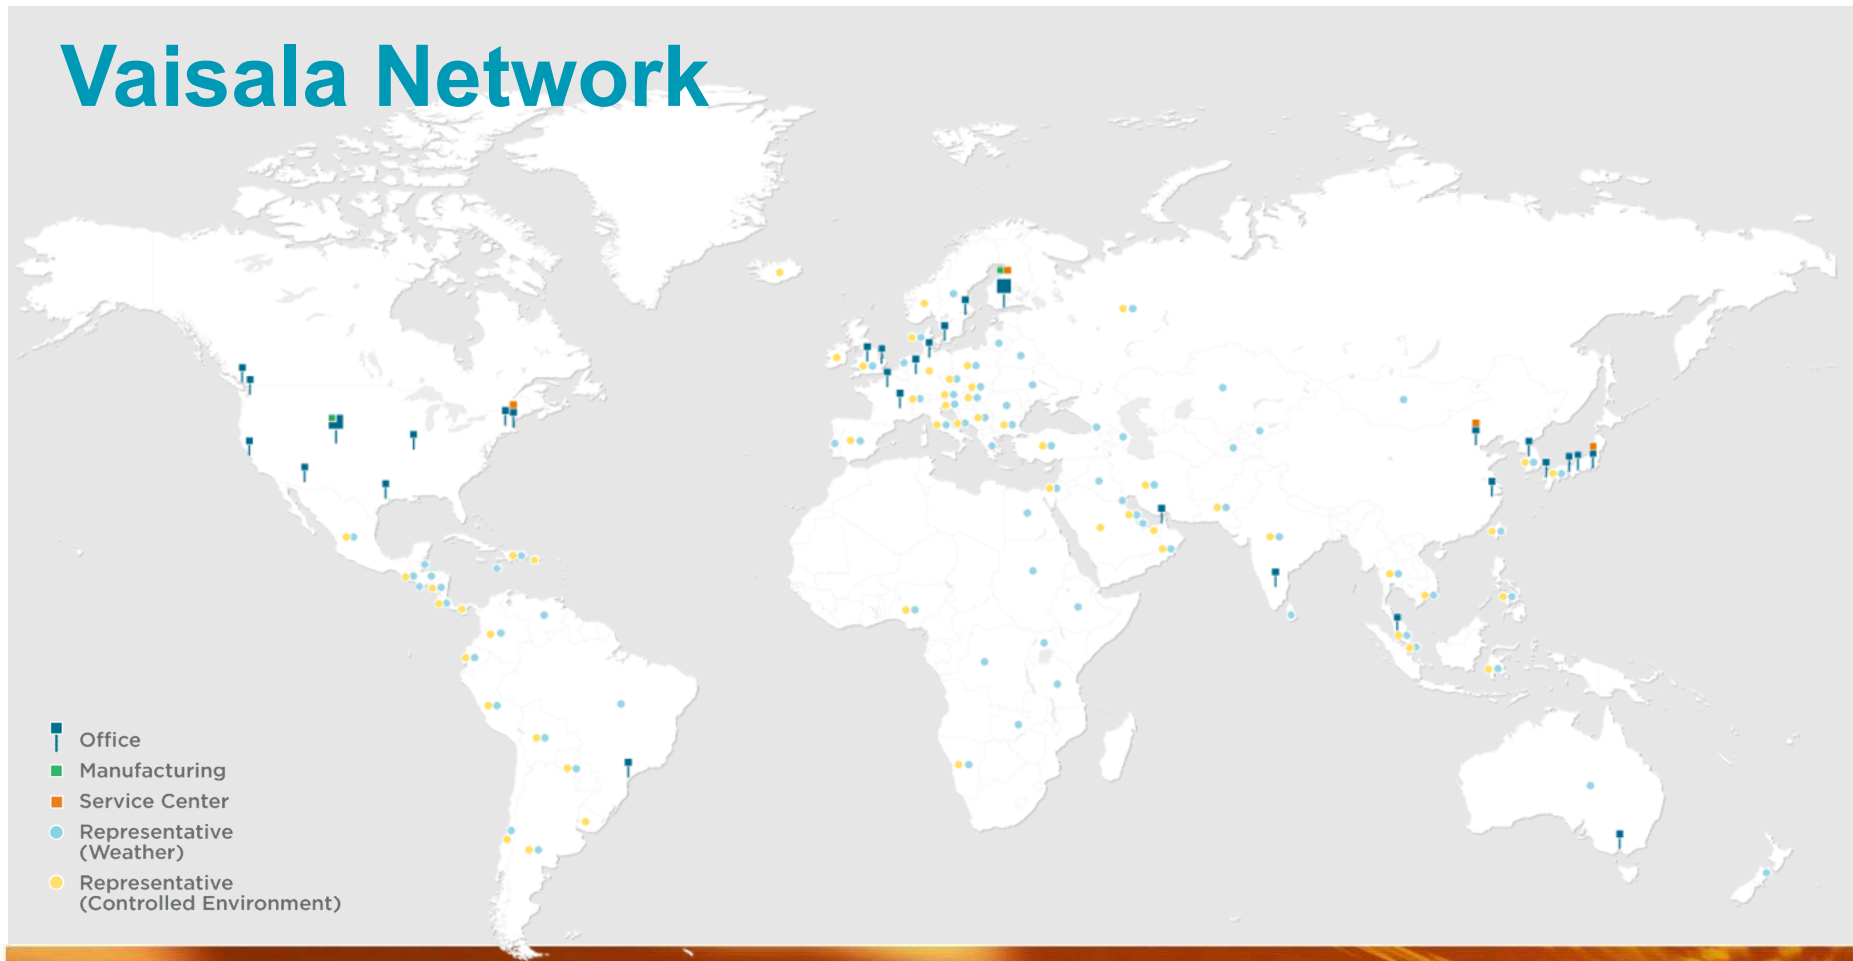 Vaisala Network
Office
Manufacturing
Service Center
Representative
(Weather)
Representative
(Controlled Environment)